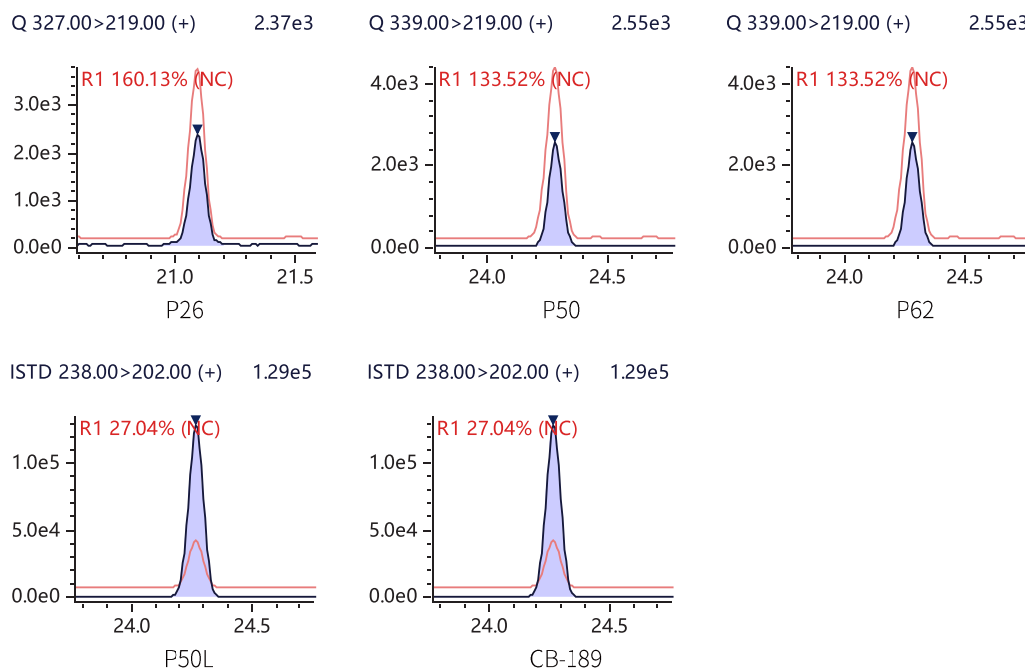 Q 327.00>219.00 (+) 2.37e3
R1 160.13% (NC)
3.0e3
2.0e3
1.0e3
0.0e0
21.0 21.5
P26
Q 339.00>219.00 (+) 2.55e3
R1 133.52% (NC)
4.0e3
2.0e3
0.0e0
24.0 24.5
P50
Q 339.00>219.00 (+) 2.55e3
R1 133.52% (NC)
4.0e3
2.0e3
0.0e0
24.0 24.5
P62
ISTD 238.00>202.00 (+) 1.29e5
R1 27.04% (NC)
1.0e5
5.0e4
0.0e0
24.0 24.5
P50L
ISTD 238.00>202.00 (+) 1.29e5
R1 27.04% (NC)
1.0e5
5.0e4
0.0e0
24.0 24.5
CB-189